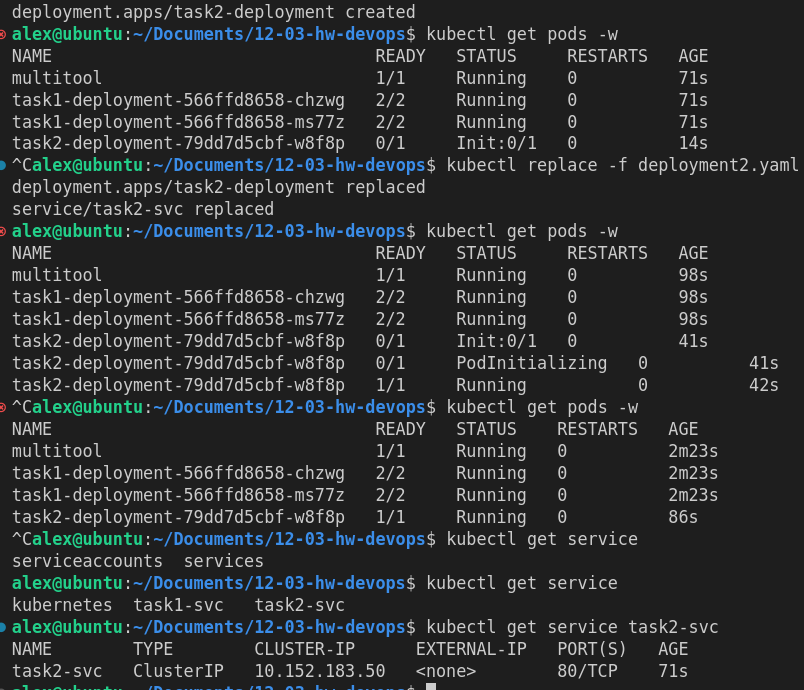 deployment.apps/task2-deployment created
alex@ubuntu:~/Documents/12-03-hw-devops$ kubectl get pods -w
NAME                                READY   STATUS     RESTARTS   AGE
multitool                           1/1     Running    0          71s
task1-deployment-566ffd8658-chzwg   2/2     Running    0          71s
task1-deployment-566ffd8658-ms77z   2/2     Running    0          71s
task2-deployment-79dd7d5cbf-w8f8p   0/1     Init:0/1   0          14s
^Calex@ubuntu:~/Documents/12-03-hw-devops$ kubectl replace -f deployment2.yaml
deployment.apps/task2-deployment replaced
service/task2-svc replaced
alex@ubuntu:~/Documents/12-03-hw-devops$ kubectl get pods -w
NAME                                READY   STATUS     RESTARTS   AGE
multitool                           1/1     Running    0          98s
task1-deployment-566ffd8658-chzwg   2/2     Running    0          98s
task1-deployment-566ffd8658-ms77z   2/2     Running    0          98s
task2-deployment-79dd7d5cbf-w8f8p   0/1     Init:0/1   0          41s
task2-deployment-79dd7d5cbf-w8f8p   0/1     PodInitializing   0          41s
task2-deployment-79dd7d5cbf-w8f8p   1/1     Running           0          42s
^Calex@ubuntu:~/Documents/12-03-hw-devops$ kubectl get pods -w
NAME                                READY   STATUS    RESTARTS   AGE
multitool                           1/1     Running   0          2m23s
task1-deployment-566ffd8658-chzwg   2/2     Running   0          2m23s
task1-deployment-566ffd8658-ms77z   2/2     Running   0          2m23s
task2-deployment-79dd7d5cbf-w8f8p   1/1     Running   0          86s
^Calex@ubuntu:~/Documents/12-03-hw-devops$ kubectl get service
serviceaccounts  services
alex@ubuntu:~/Documents/12-03-hw-devops$ kubectl get service
kubernetes  task1-svc   task2-svc
alex@ubuntu:~/Documents/12-03-hw-devops$ kubectl get service task2-svc
NAME        TYPE        CLUSTER-IP      EXTERNAL-IP   PORT(S)   AGE
task2-svc   ClusterIP   10.152.183.50   <none>        80/TCP    71s
alex@ubuntu:~/Documents/12-03-hw-devops$